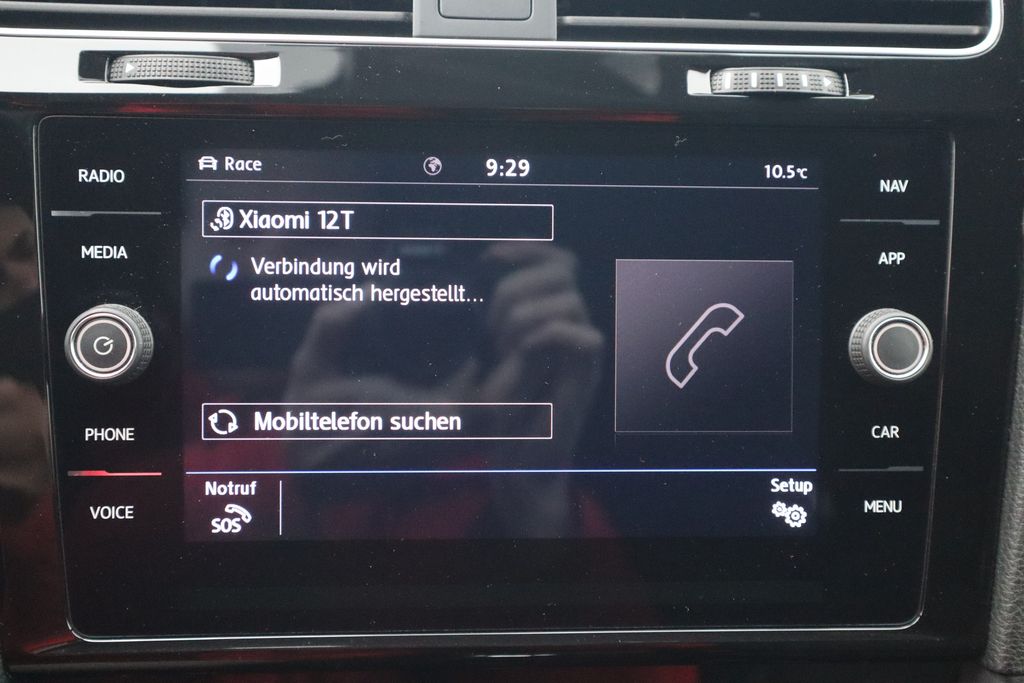 Race
9:29
10.5°C
RADIO
MEDIA
PHONE
VOICE
Xiaomi 12T
Verbindung wird
automatisch hergestellt...
Mobiltelefon suchen
Notruf
SOS
Setup
NAV
APP
CAR
MENU